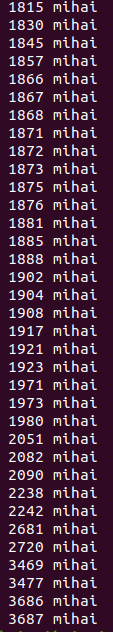 1815 mihai
1830 mihai
1845 mihai
1857 mihai
1866 mihai
1867 mihai
1868 mihai
1871 mihai
1872 mihai
1873 mihai
1875 mihai
1876 mihai
1881 mihai
1885 mihai
1888 mihai
1902 mihai
1904 mihai
1908 mihai
1917 mihai
1921 mihai
1923 mihai
1971 mihai
1973 mihai
1980 mihai
2051 mihai
2082 mihai
2090 mihai
2238 mihai
2242 mihai
2681 mihai
2720 mihai
3469 mihai
3477 mihai
3686 mihai
3687 mihai